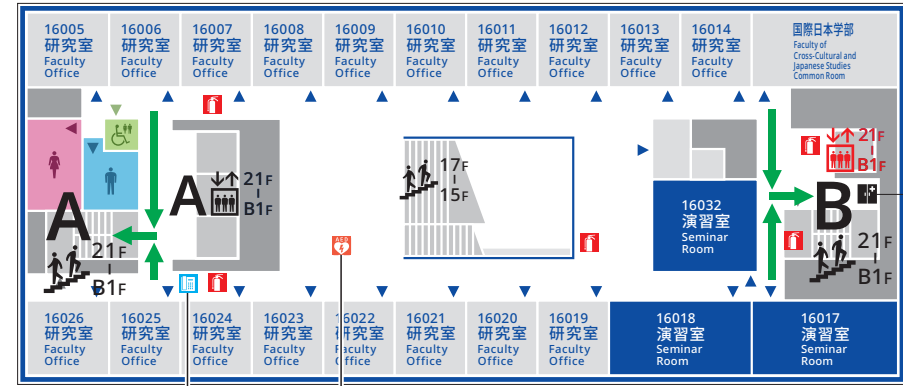 16005
研究室
Faculty
Office
16006
研究室
Faculty
Office
16007
研究室
Faculty
Office
16008
研究室
Faculty
Office
16009
研究室
Faculty
Office
16010
研究室
Faculty
Office
16011
研究室
Faculty
Office
16012
研究室
Faculty
Office
16013
研究室
Faculty
Office
16014
研究室
Faculty
Office
国際日本学部
Faculty of
Cross-Cultural and
Japanese Studies
Common Room
A
21F
B1F
A
21F
B1F
17F
15F
AED
16032
演習室
Seminar
Room
21F
B1F
B
21F
B1F
16026
研究室
Faculty
Office
16025
研究室
Faculty
Office
16024
研究室
Faculty
Office
16023
研究室
Faculty
Office
16022
研究室
Faculty
Office
16021
研究室
Faculty
Office
16020
研究室
Faculty
Office
16019
研究室
Faculty
Office
16018
演習室
Seminar
Room
16017
演習室
Seminar
Room